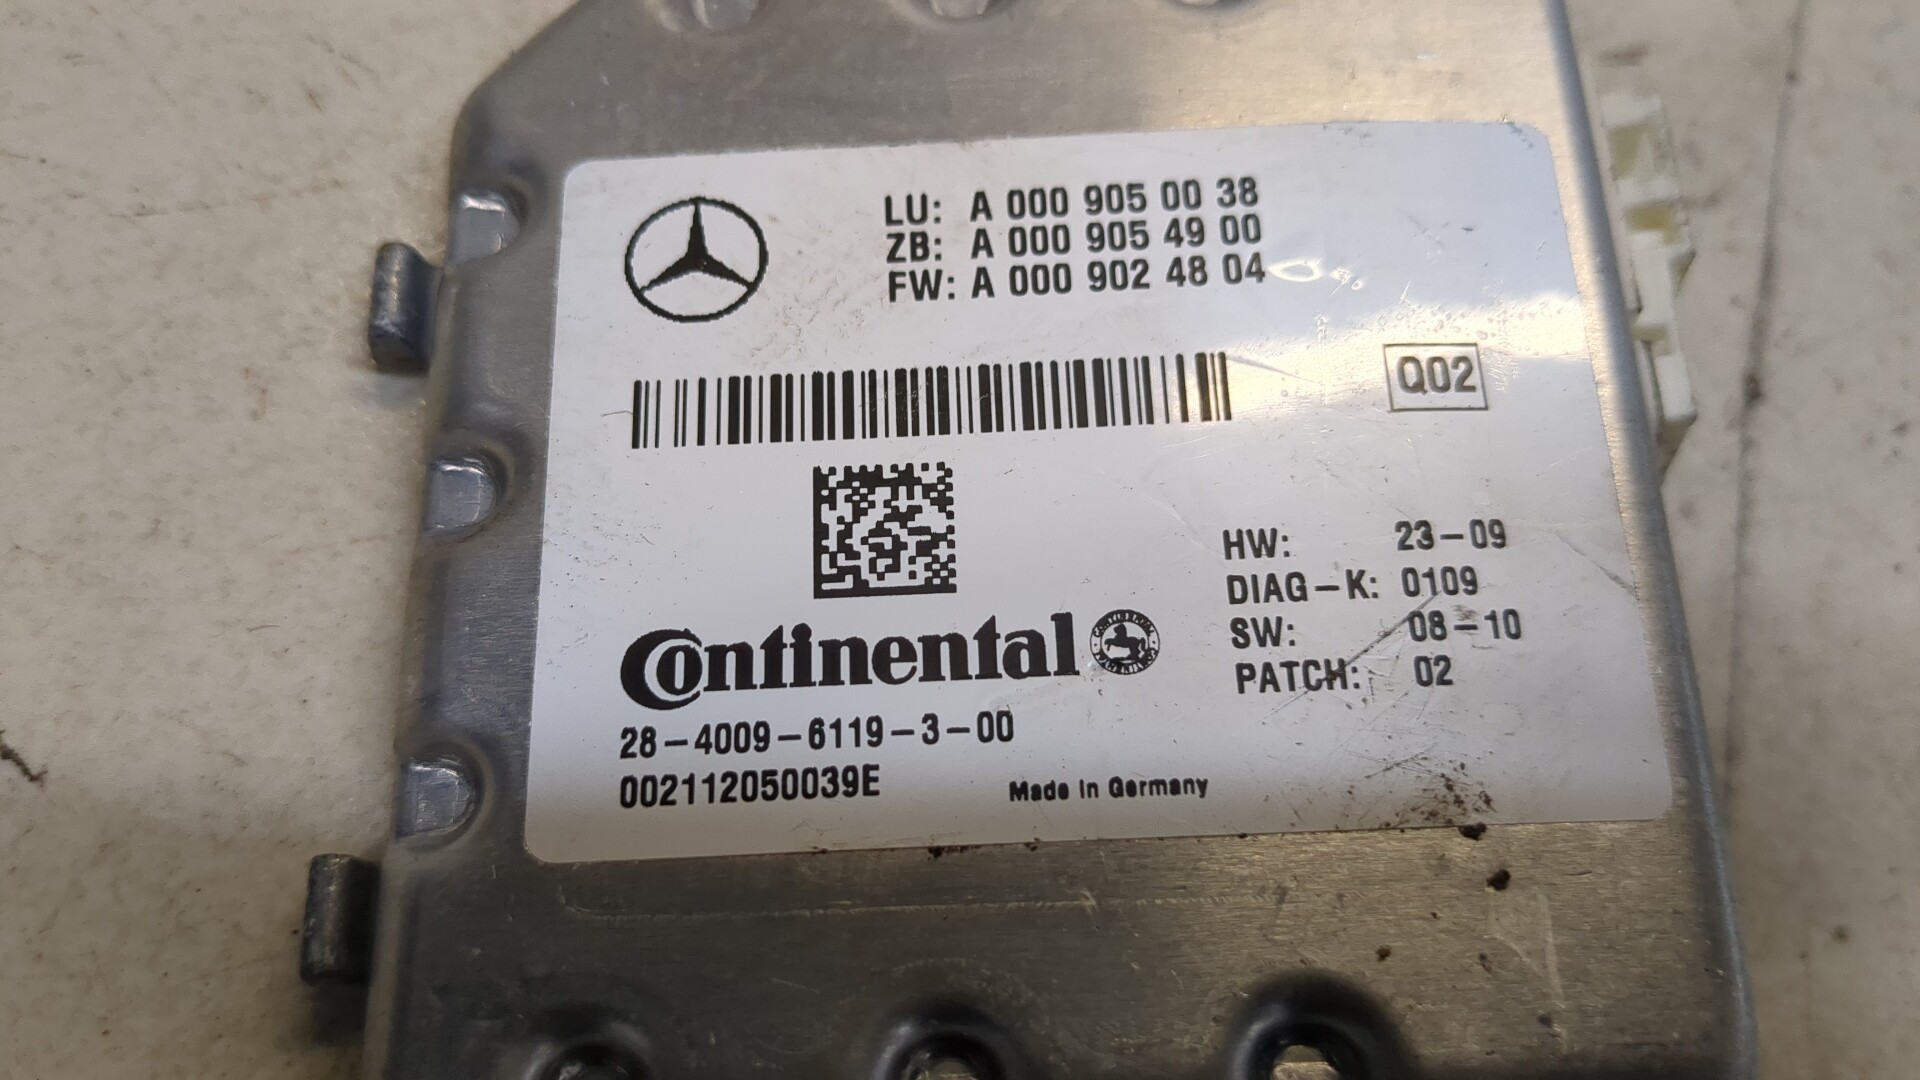 LU: A 000 905 00 38
ZB: A 000 905 49 00
FW: A 000 902 48 04
Q02
HW: 23-09
DIAG-K: 0109
SW: 08-10
PATCH: 02
Continental
CONTINENTAL
28-4009-6119-3-00
002112050039E
Made in Germany